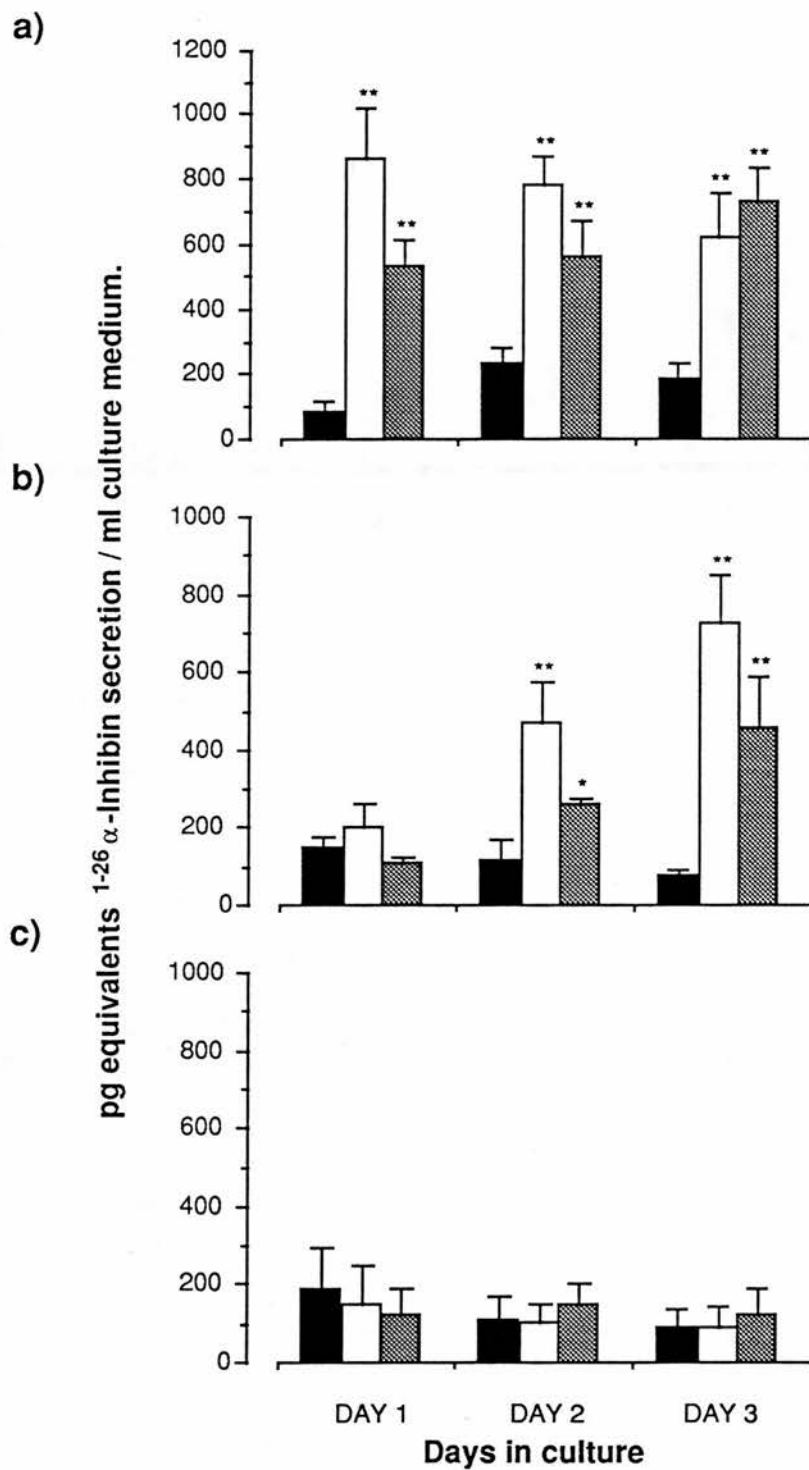 a)
1200
1000
800
600
400
200
0
** ** ** ** ** **
b)
1000
800
600
400
200
0
** * ** **
c)
1000
800
600
400
200
0
pg equivalents ¹⁻²⁶ α-Inhibin secretion / ml culture medium.
DAY 1 DAY 2 DAY 3
Days in culture